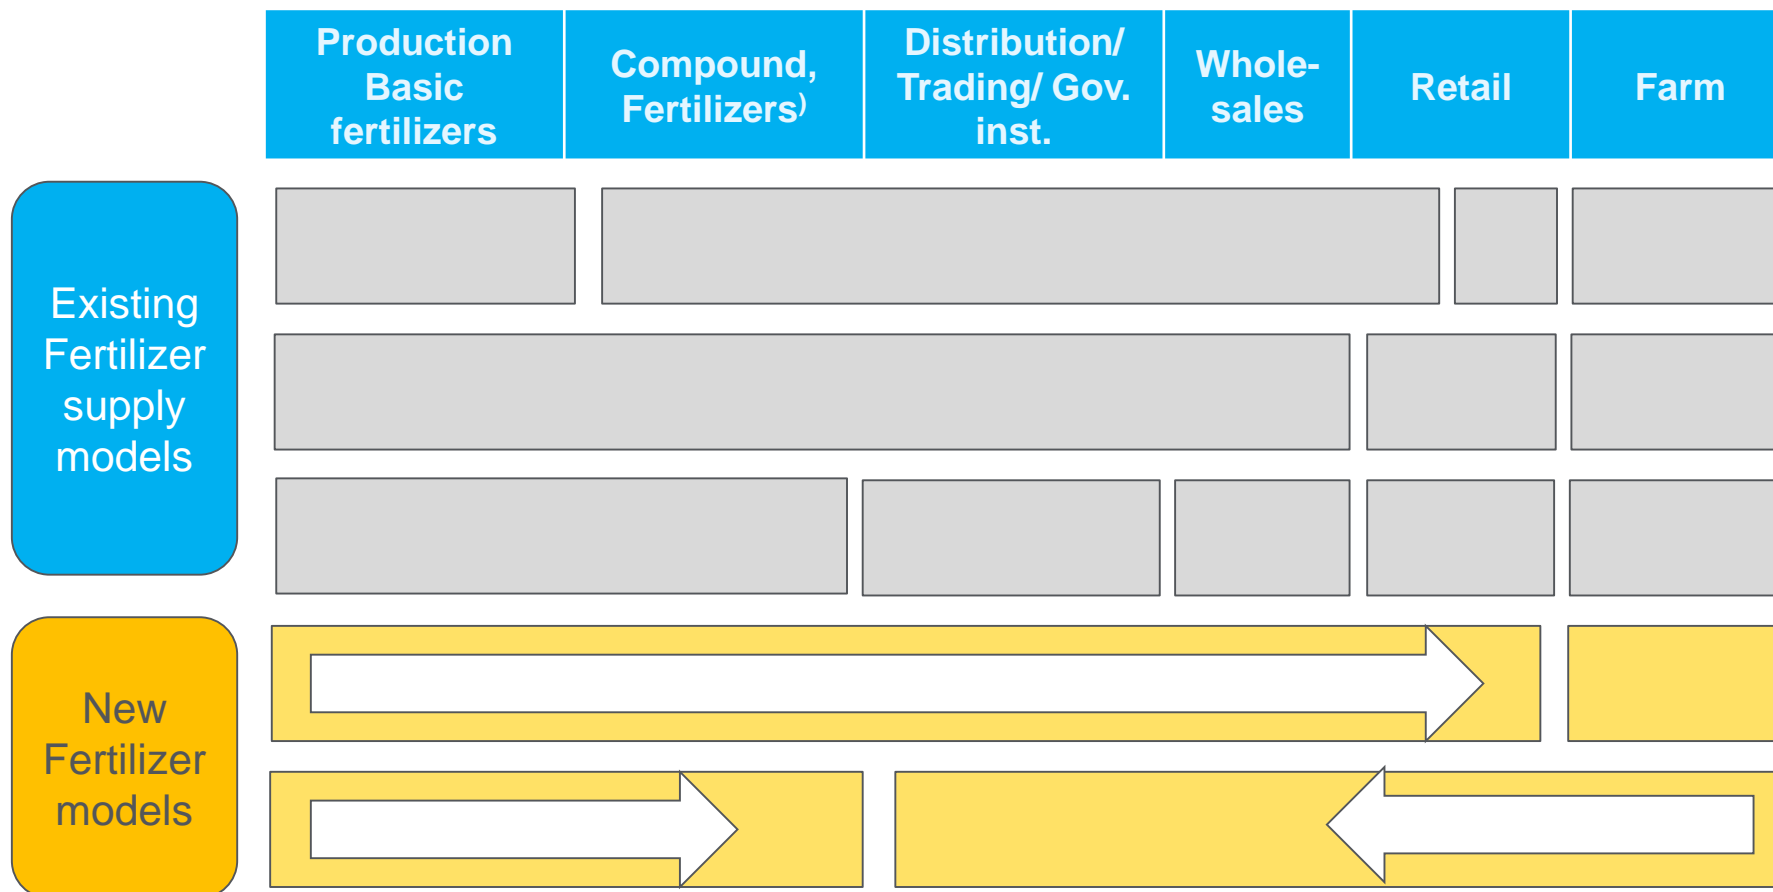 Production
Basic
fertilizers
Compound,
Fertilizers)
Distribution/
Trading/ Gov.
inst.
Whole-
sales
Retail
Farm
Existing
Fertilizer
supply
models
New
Fertilizer
models